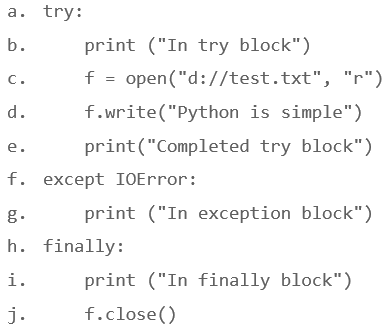 a. try:
b.     print ("In try block")
c.     f = open("d://test.txt", "r")
d.     f.write("Python is simple")
e.     print("Completed try block")
f. except IOError:
g.     print ("In exception block")
h. finally:
i.     print ("In finally block")
j.     f.close()